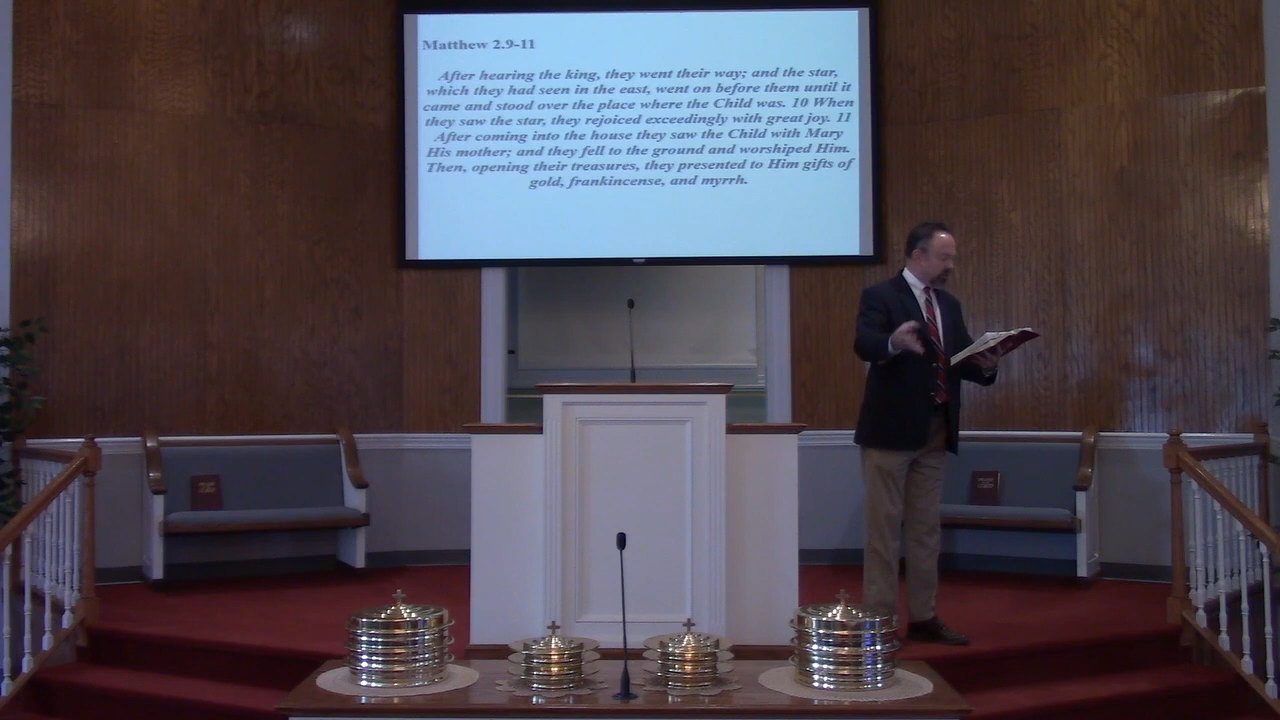 Matthew 2.9-11
After hearing the king, they went their way; and the star,
which they had seen in the east, went on before them until it
came and stood over the place where the Child was. 10 When
they saw the star, they rejoiced exceedingly with great joy. 11
After coming into the house they saw the Child with Mary
His mother; and they fell to the ground and worshiped Him.
Then, opening their treasures, they presented to Him gifts of
gold, frankincense, and myrrh.